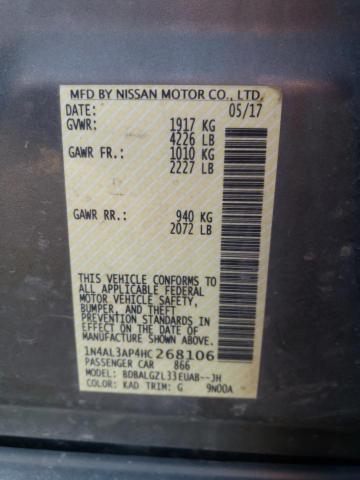 MFD BY NISSAN MOTOR CO., LTD.
DATE: 05/17
GVWR: 1917 KG
4226 LB
GAWR FR.: 1010 KG
2227 LB
GAWR RR.: 940 KG
2072 LB
THIS VEHICLE CONFORMS TO
ALL APPLICABLE FEDERAL
MOTOR VEHICLE SAFETY,
BUMPER, AND THEFT
PREVENTION STANDARDS IN
EFFECT ON THE DATE OF
MANUFACTURE SHOWN ABOVE.
1N4AL3AP4HC268106
PASSENGER CAR 866
MODEL: BDBALGZL33EUAB--JH
COLOR: KAD TRIM: G 9N00A